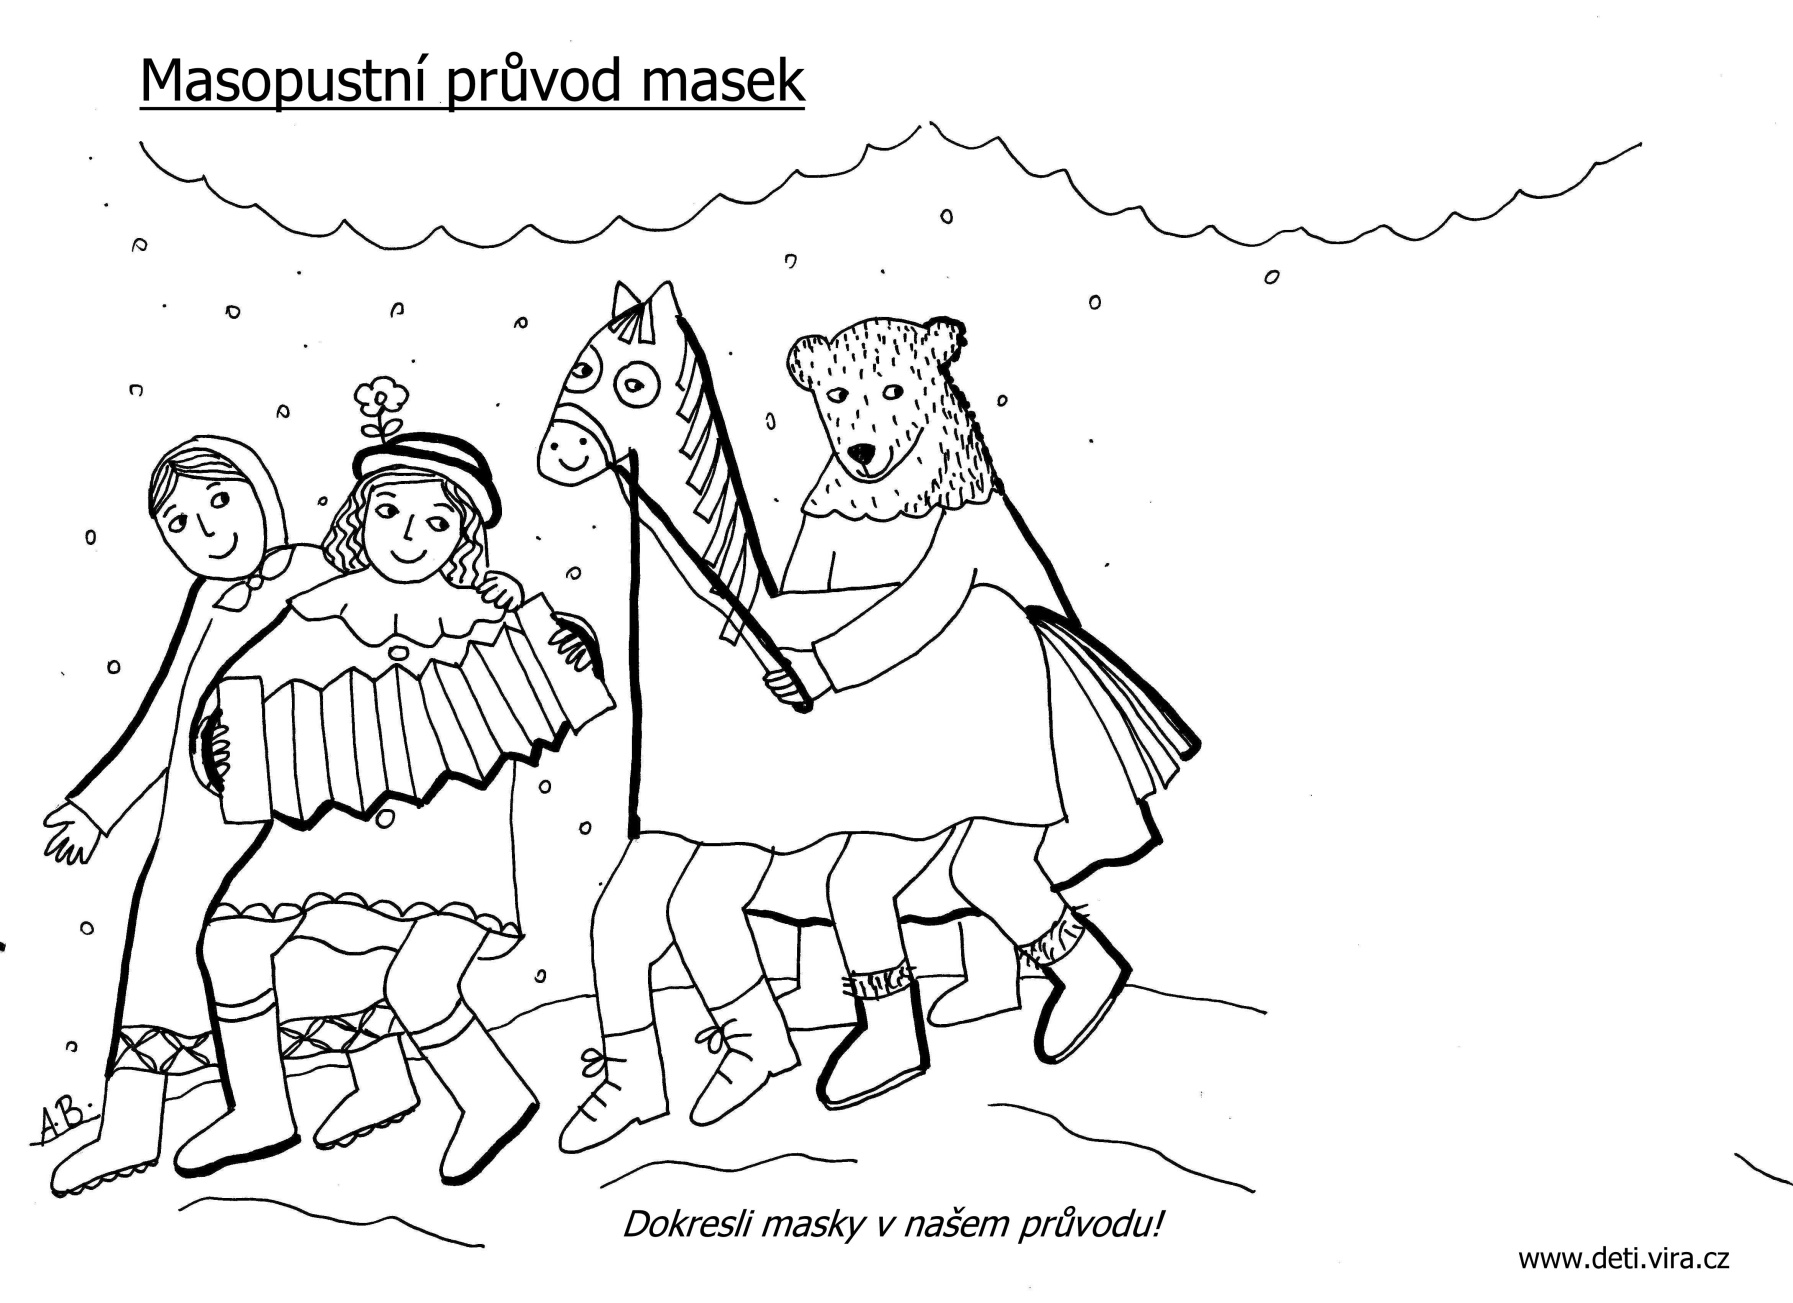 Masopustní průvod masek
A.B.
Dokresli masky v našem průvodu!
www.deti.vira.cz